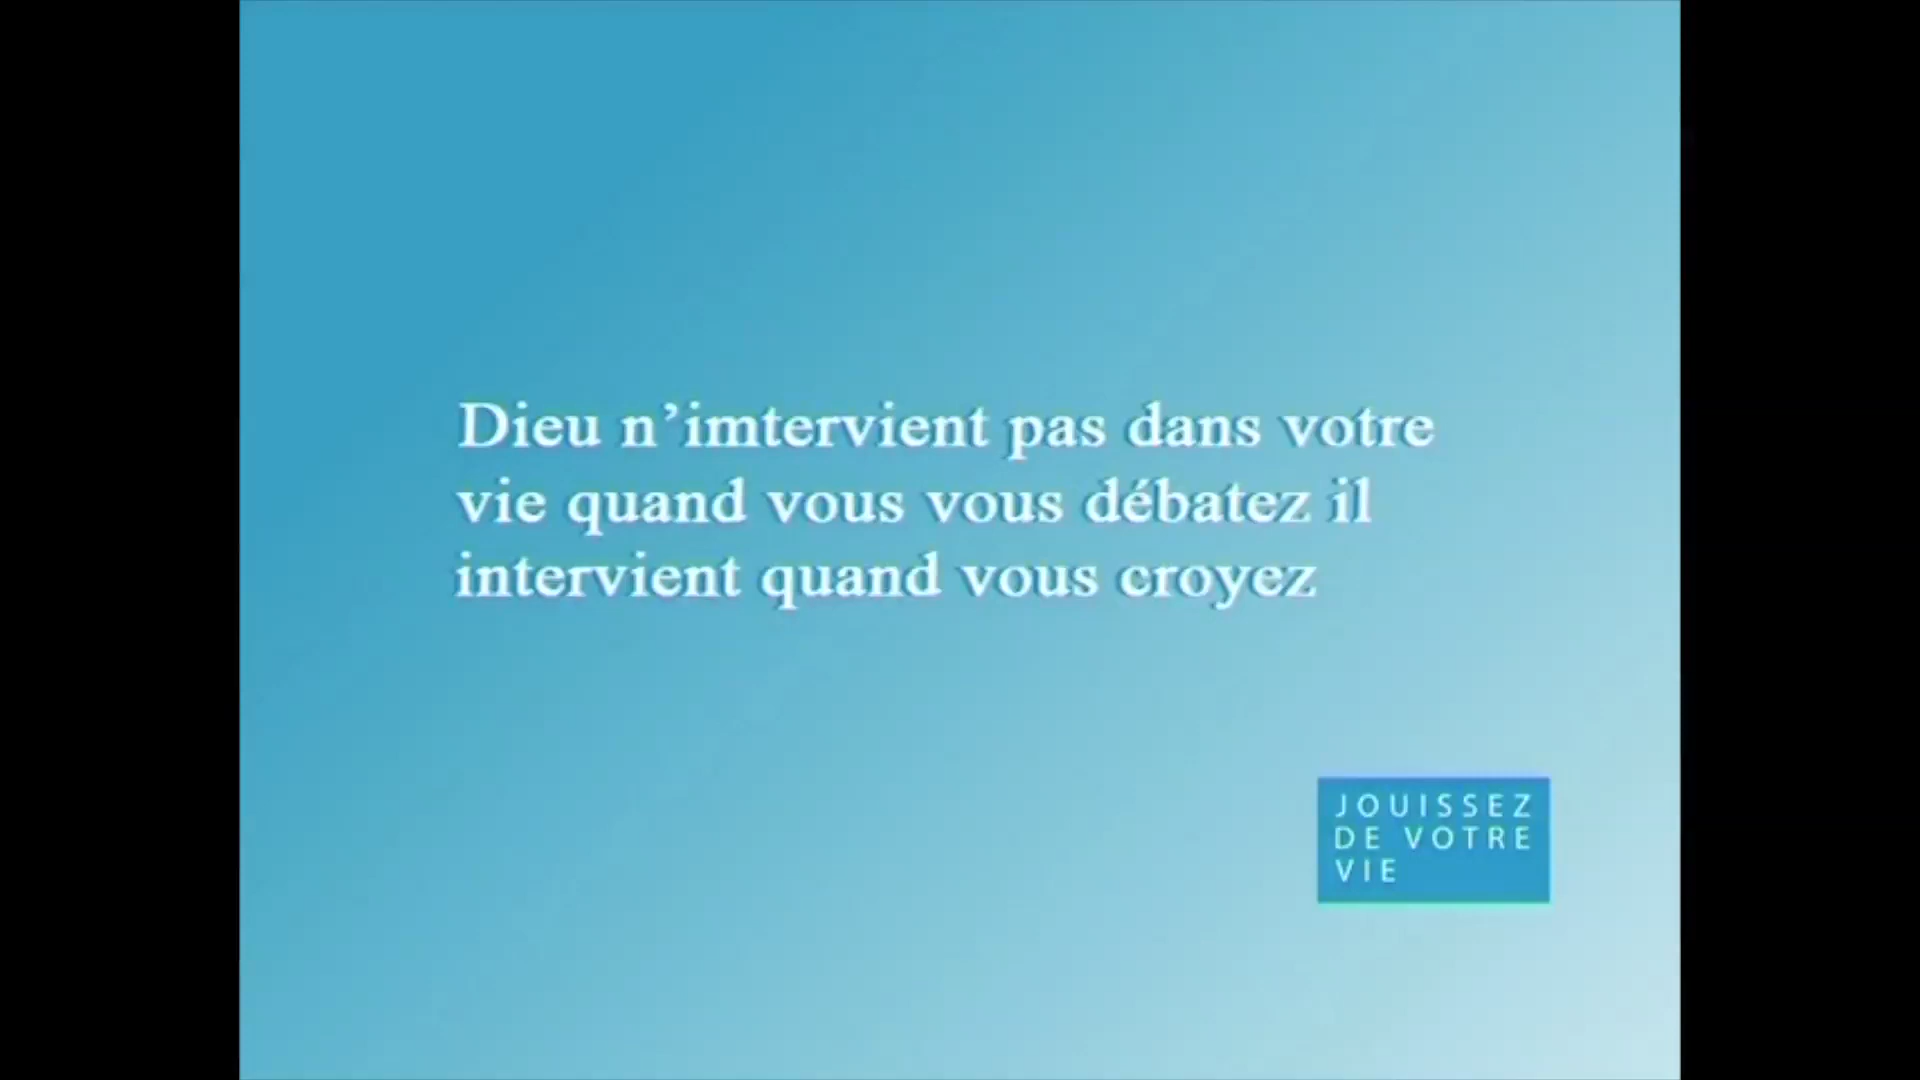 Dieu n’imtervient pas dans votre
vie quand vous vous débatez il
intervient quand vous croyez
JOUISSEZ
DE VOTRE
VIE